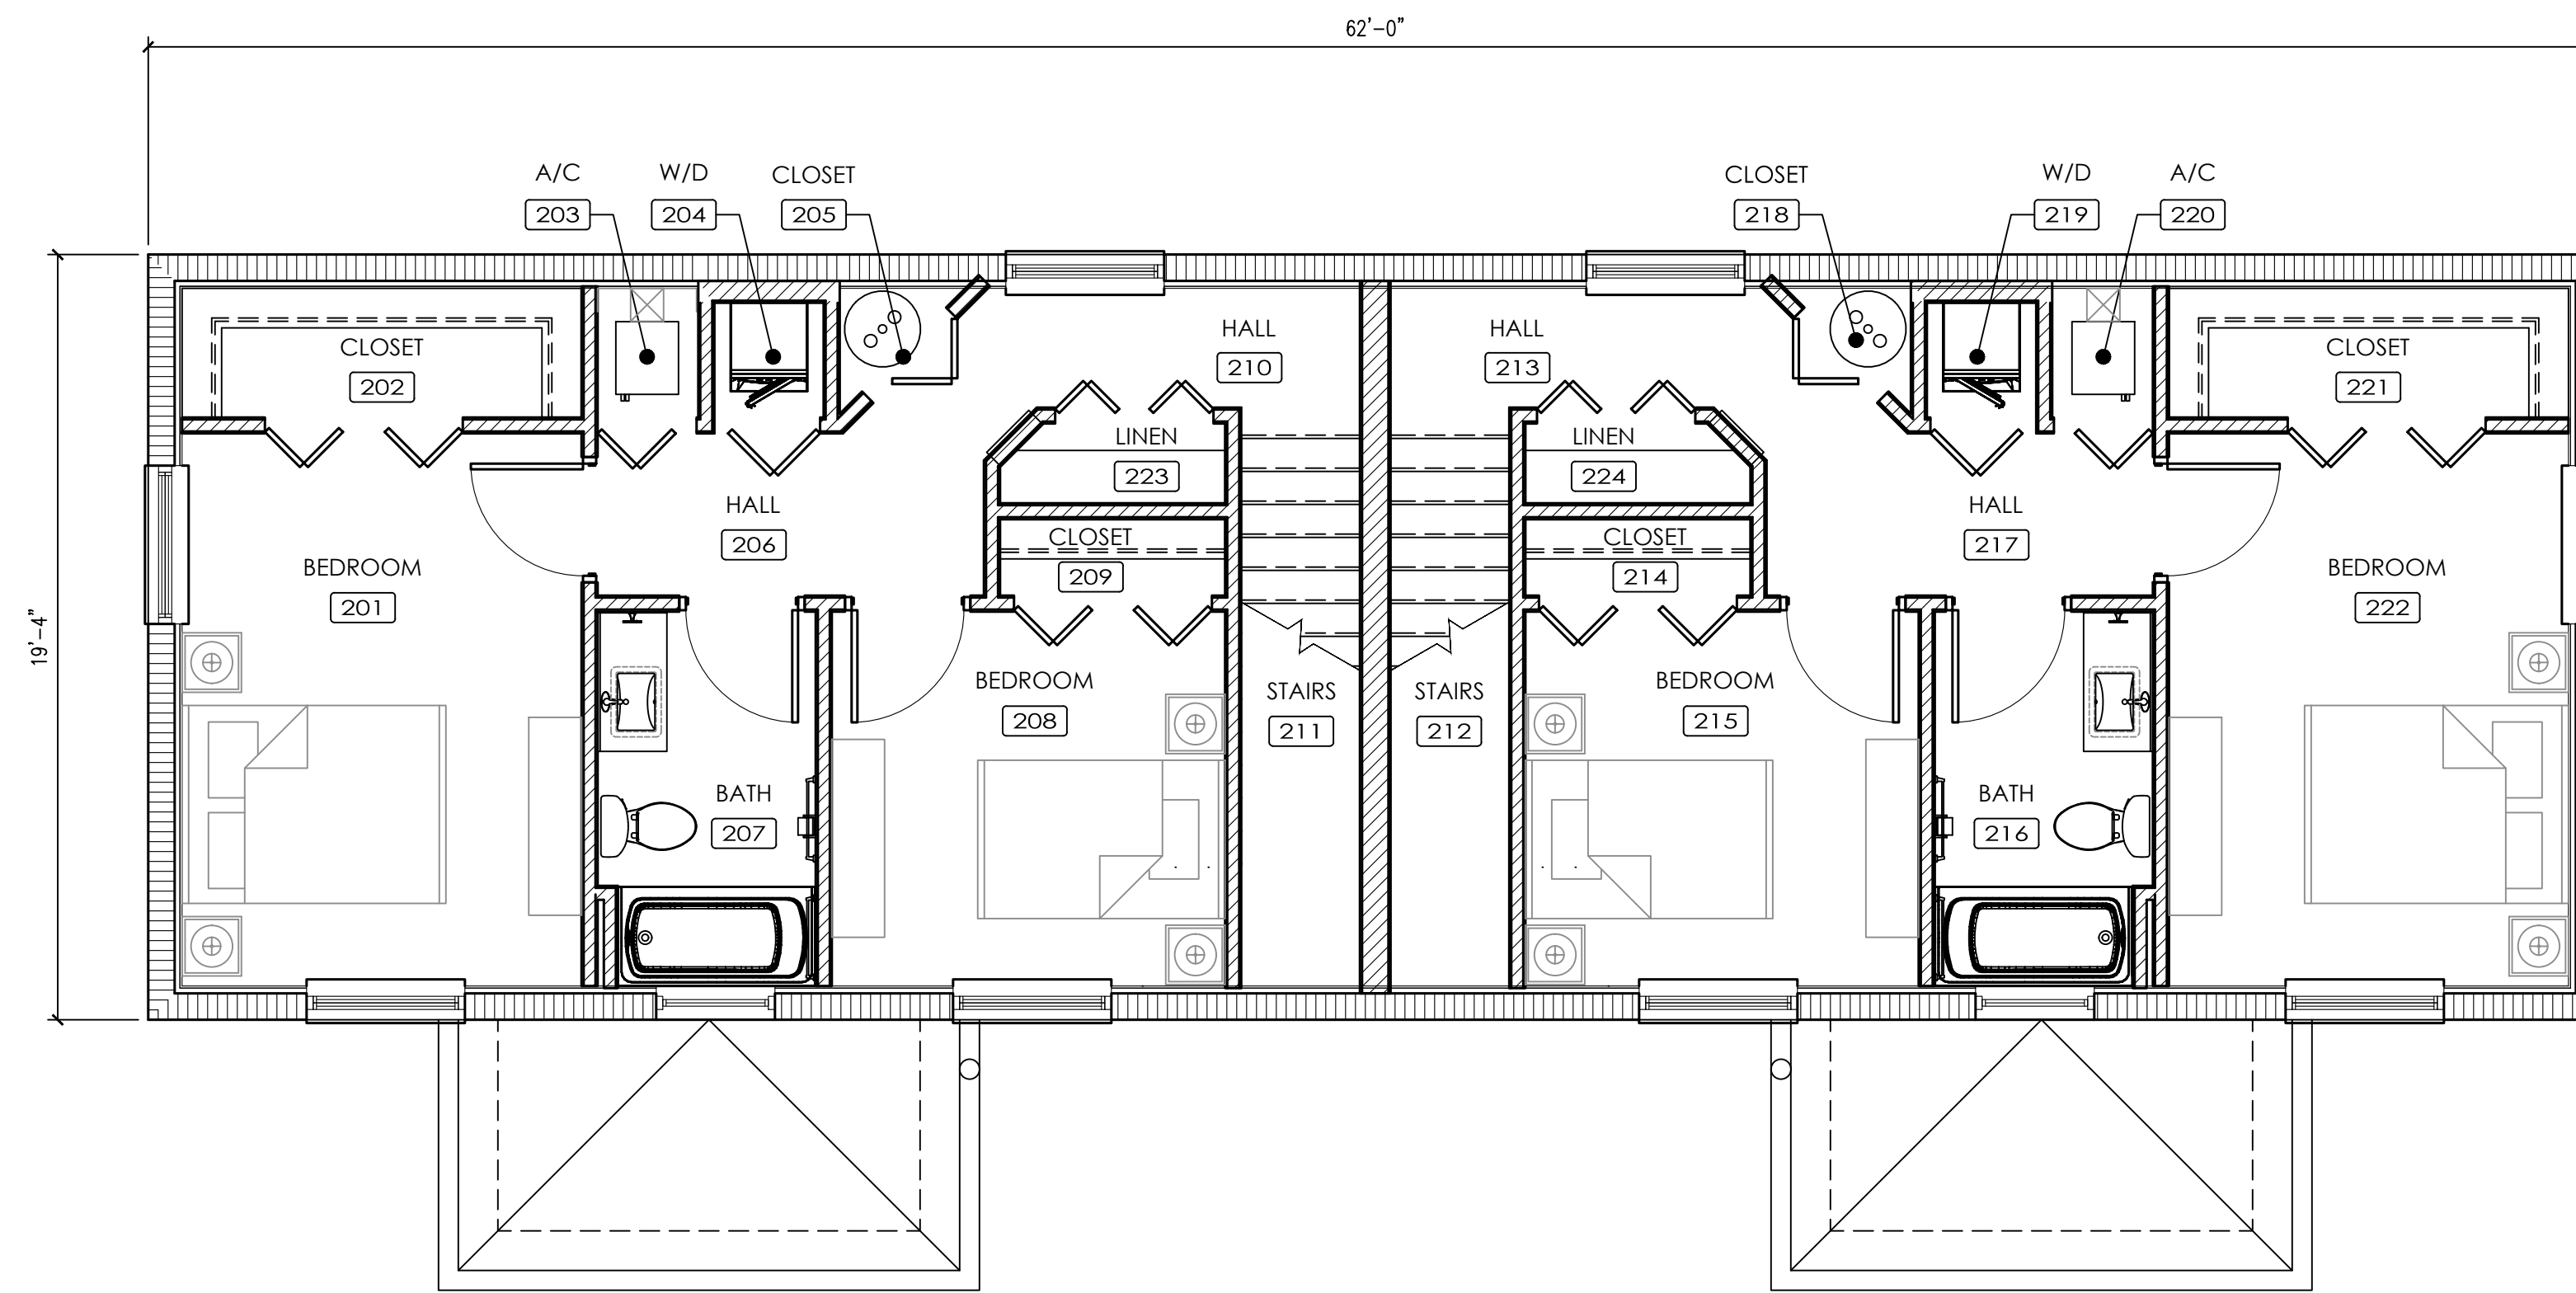 62'-0"
A/C
203
W/D
204
CLOSET
205
CLOSET
218
W/D
219
A/C
220
19'-4"
CLOSET
202
HALL
210
HALL
213
CLOSET
221
LINEN
223
LINEN
224
HALL
206
HALL
217
CLOSET
209
CLOSET
214
BEDROOM
201
BEDROOM
222
BEDROOM
208
STAIRS
211
STAIRS
212
BEDROOM
215
BATH
207
BATH
216